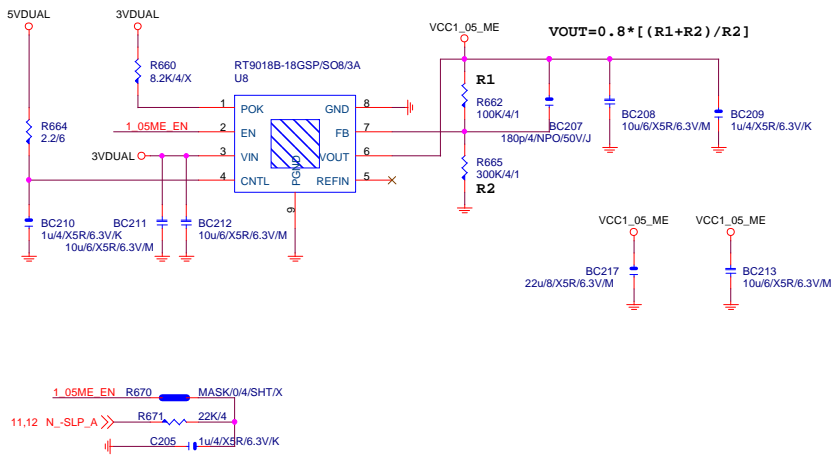 5VDUAL
3VDUAL
VCC1_05_ME
VOUT=0.8*[(R1+R2)/R2]
R660
8.2K/4/X
RT9018B-18GSP/SO8/3A
U8
R664
2.2/6
1 POK
GND 8
1_05ME_EN
2 EN
FB 7
3VDUAL
3 VIN
VOUT 6
4 CNTL
REFIN 5
PGND
9
R1
R662
100K/4/1
R665
300K/4/1
R2
BC207
180p/4/NPO/50V/J
BC208
10u/6/X5R/6.3V/M
BC209
1u/4/X5R/6.3V/K
BC210
1u/4/X5R/6.3V/K
BC211
10u/6/X5R/6.3V/M
BC212
10u/6/X5R/6.3V/M
VCC1_05_ME
VCC1_05_ME
BC217
22u/8/X5R/6.3V/M
BC213
10u/6/X5R/6.3V/M
1_05ME_EN R670 MASK/0/4/SHT/X
11,12 N_-SLP_A R671 22K/4
C205 1u/4/X5R/6.3V/K